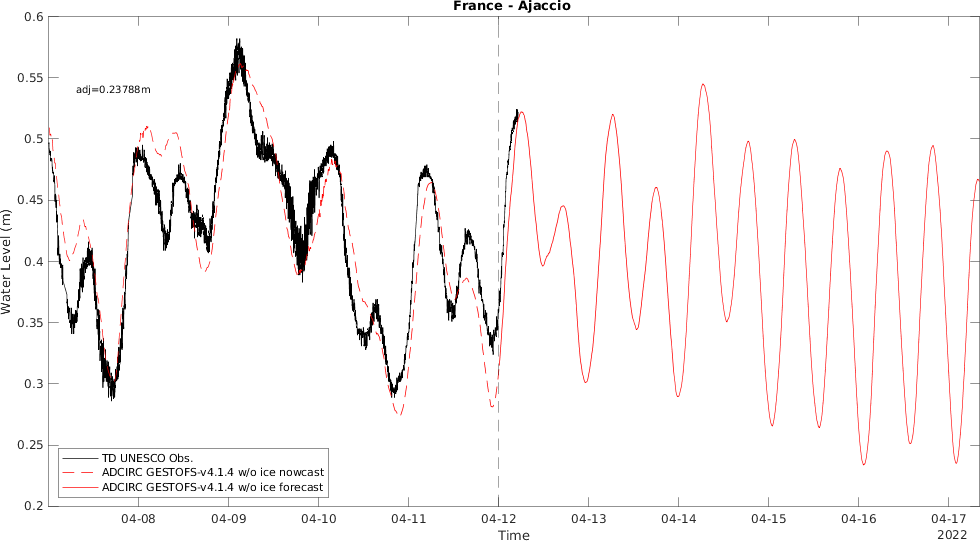 France - Ajaccio
0.6
0.55
0.5
0.45
0.4
0.35
0.3
0.25
0.2
Water Level (m)
adj=0.23788m
TD UNESCO Obs.
ADCIRC GESTOFS-v4.1.4 w/o ice nowcast
ADCIRC GESTOFS-v4.1.4 w/o ice forecast
04-08 04-09 04-10 04-11 04-12 04-13 04-14 04-15 04-16 04-17
Time
2022